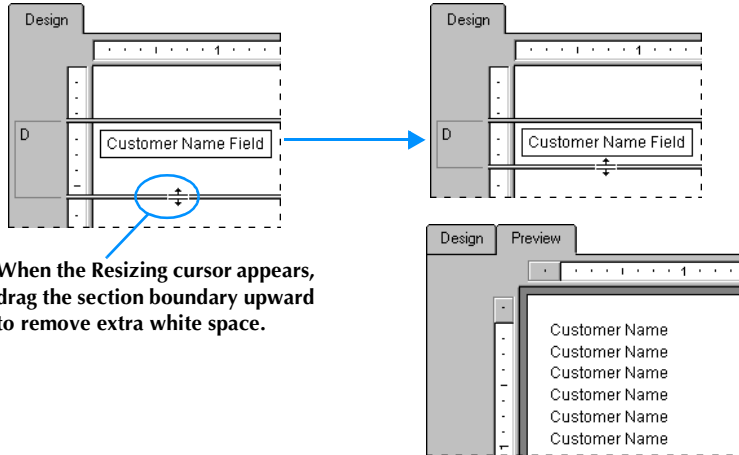 Design
1
D
Customer Name Field
When the Resizing cursor appears,
drag the section boundary upward
to remove extra white space.
Design
1
D
Customer Name Field
Design Preview
1
Customer Name
Customer Name
Customer Name
Customer Name
Customer Name
Customer Name
1